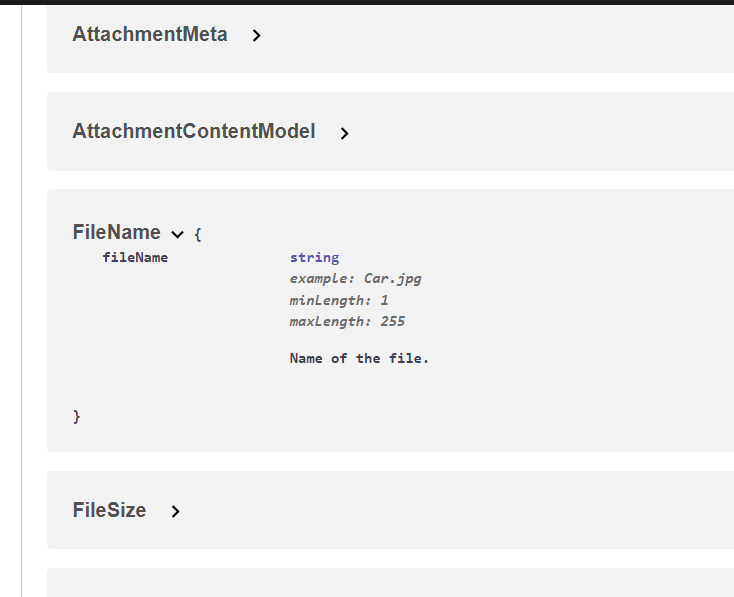 AttachmentMeta
AttachmentContentModel
FileName {
fileName string
example: Car.jpg
minLength: 1
maxLength: 255
Name of the file.
}
FileSize